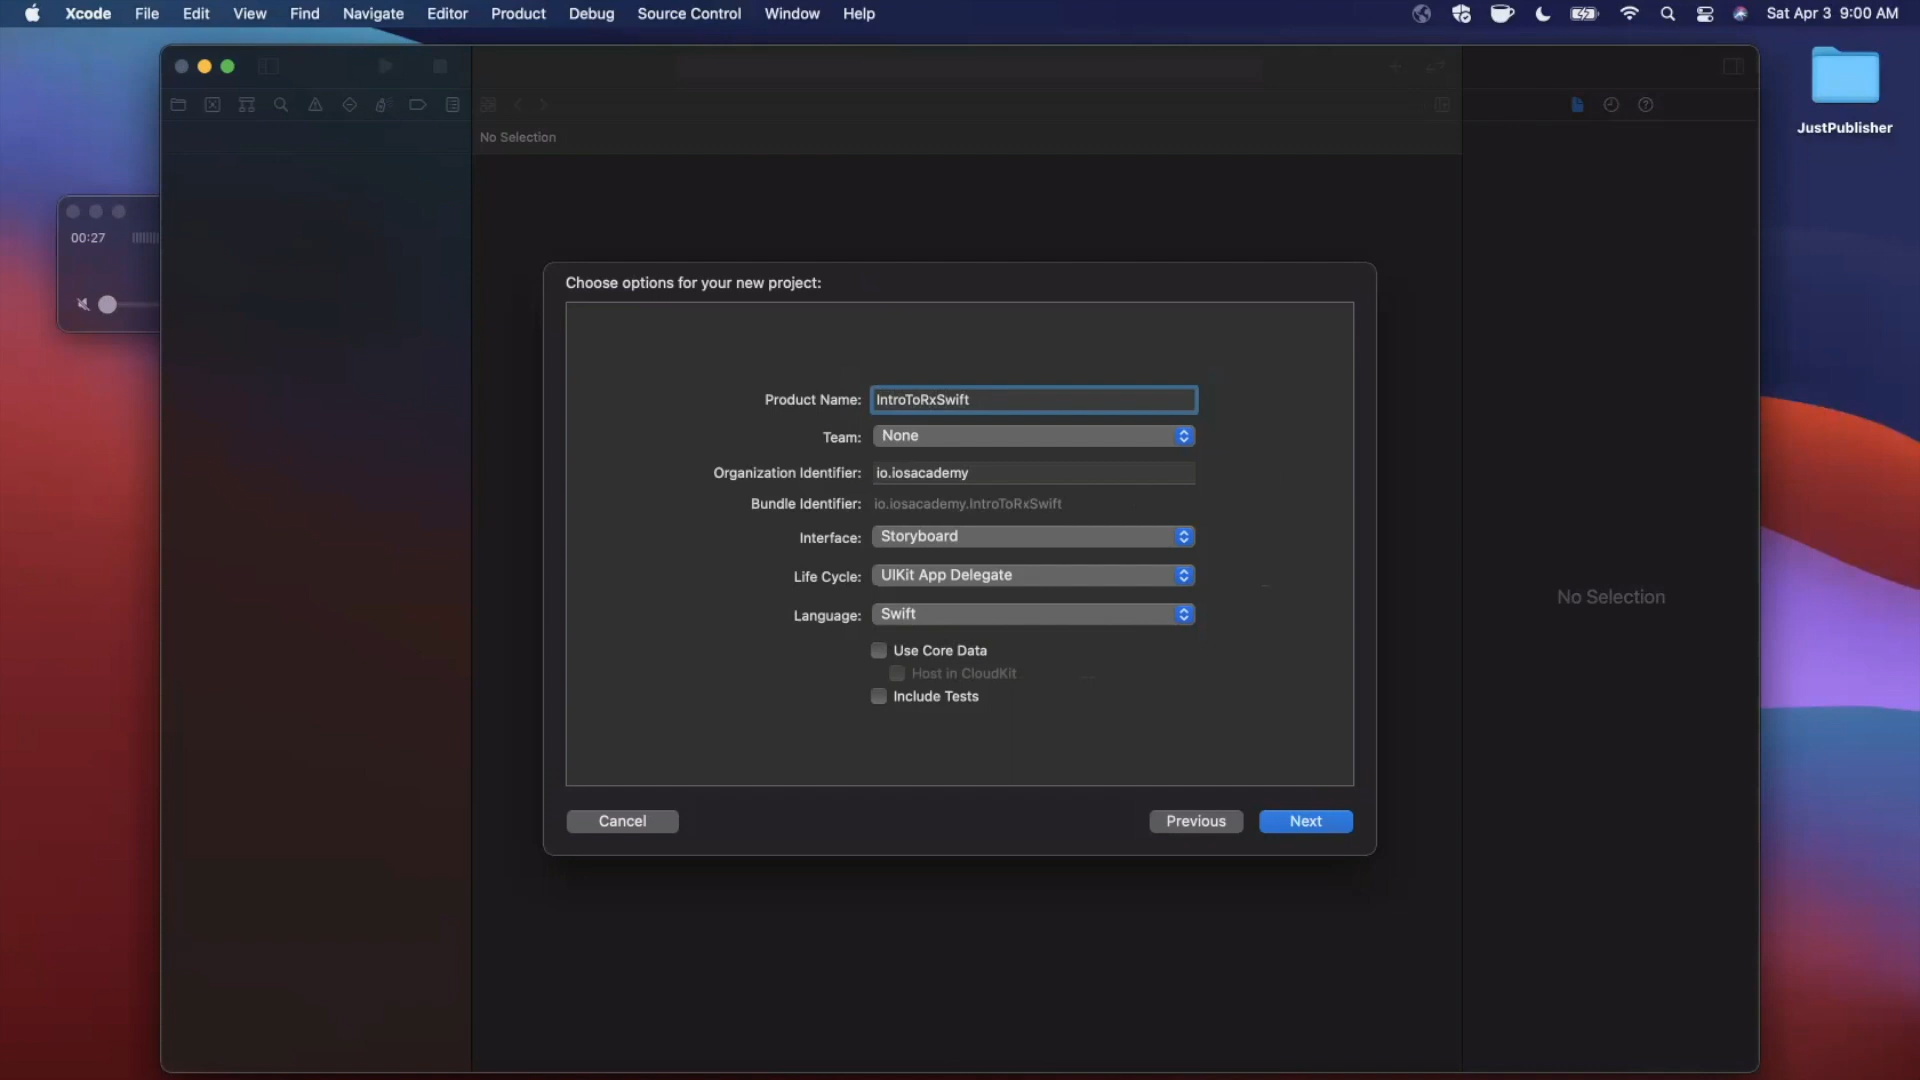 Xcode File Edit View Find Navigate Editor Product Debug Source Control Window Help Sat Apr 3 9:00 AM
JustPublisher
No Selection
00:27
Choose options for your new project:
Product Name: IntroToRxSwift
Team: None
Organization Identifier: io.iosacademy
Bundle Identifier: io.iosacademy.IntroToRxSwift
Interface: Storyboard
Life Cycle: UIKit App Delegate
Language: Swift
Use Core Data
Host in CloudKit
Include Tests
No Selection
Cancel Previous Next